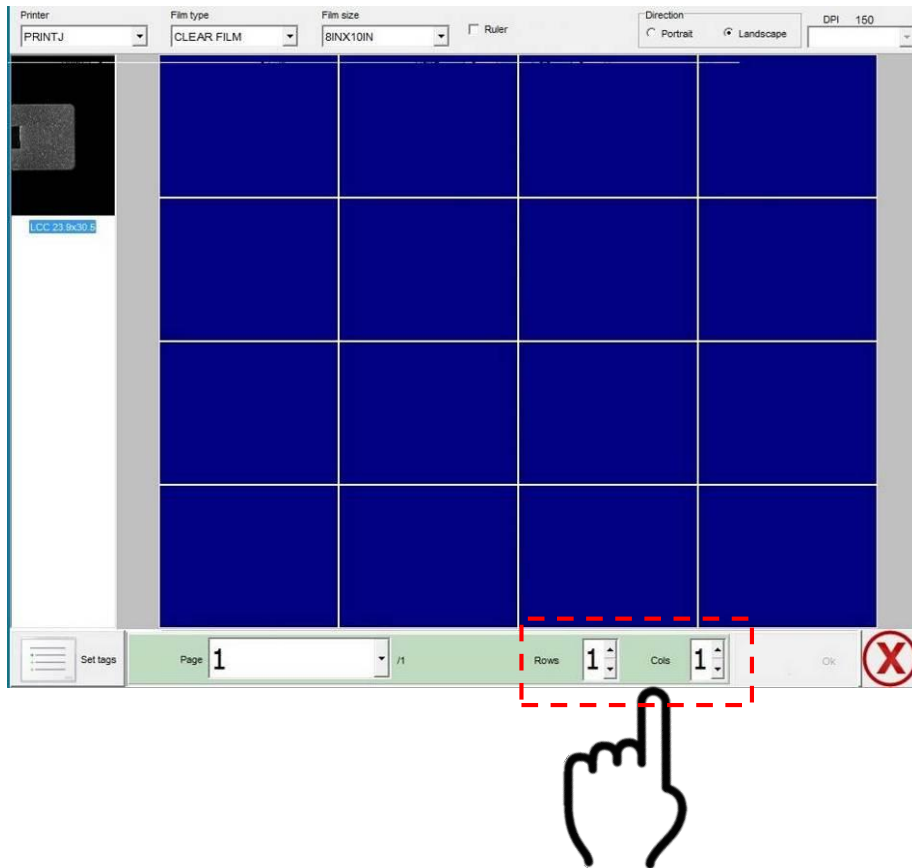 Printer
Film type
Film size
Direction
DPI 150
PRINTJ
CLEAR FILM
8INX10IN
Ruler
Portrait
Landscape
LCC 23.9x30.5
Set tags
Page 1 /1
Rows 1
Cols 1
Ok
X